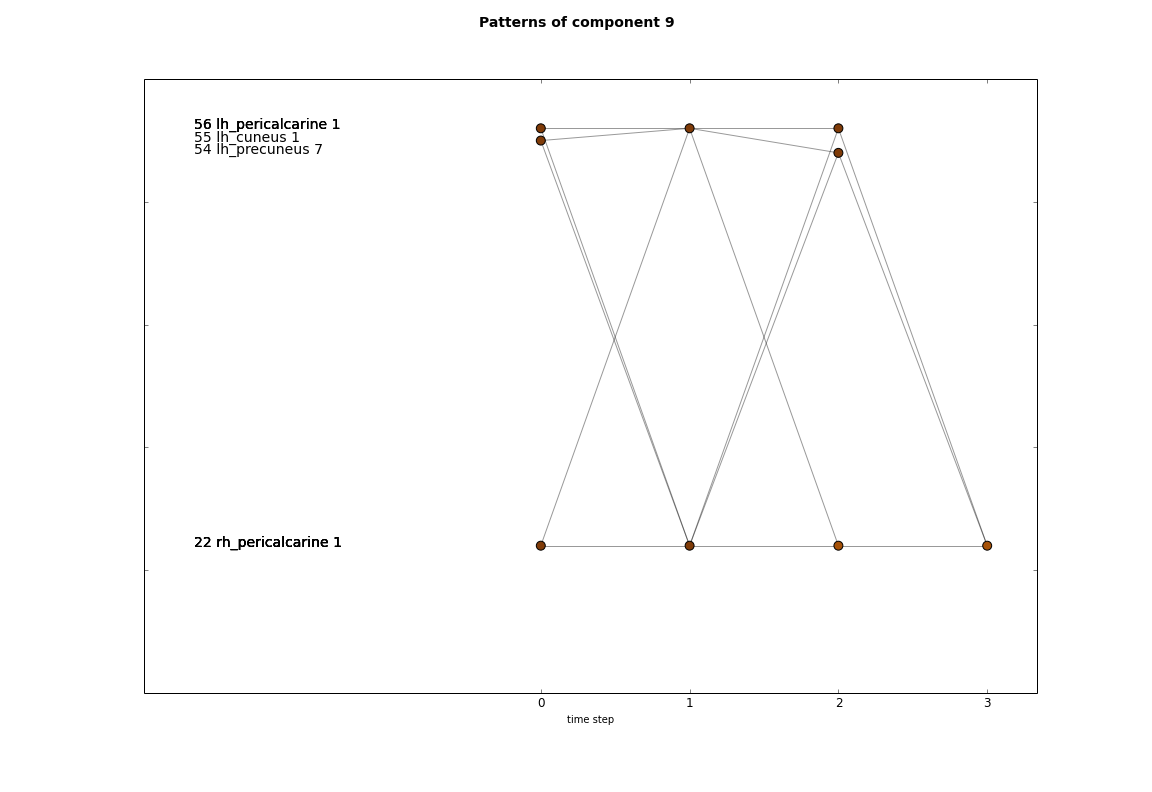 Patterns of component 9
56 lh_pericalcarine 1
55 lh_cuneus 1
54 lh_precuneus 7
22 rh_pericalcarine 1
0 1 2 3
time step